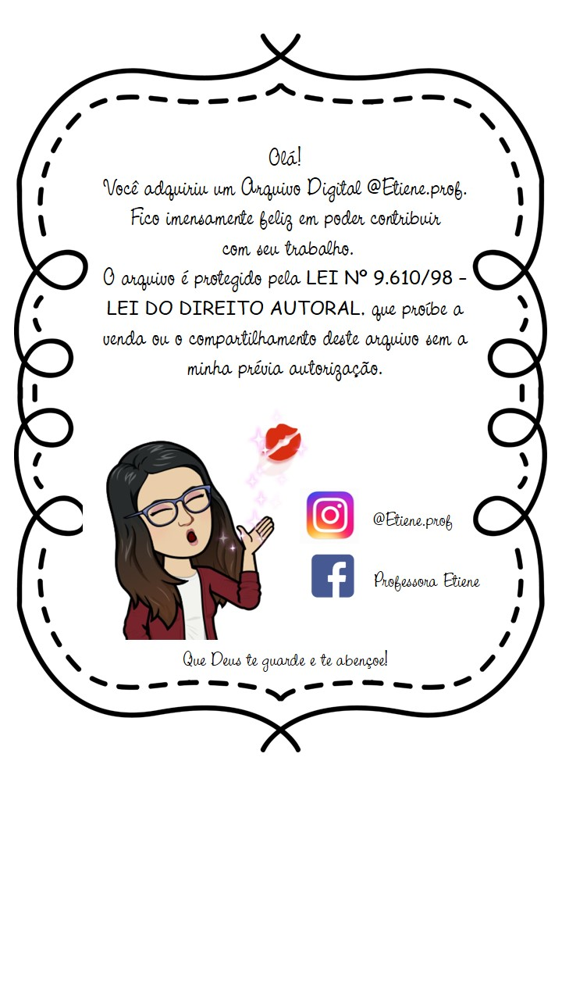 Olá!
Você adquiriu um Arquivo Digital @Etiene.prof.
Fico imensamente feliz em poder contribuir
com seu trabalho.
O arquivo é protegido pela LEI Nº 9.610/98 –
LEI DO DIREITO AUTORAL. que proíbe a
venda ou o compartilhamento deste arquivo sem a
minha prévia autorização.
@Etiene.prof
Professora Etiene
Que Deus te guarde e te abençoe!